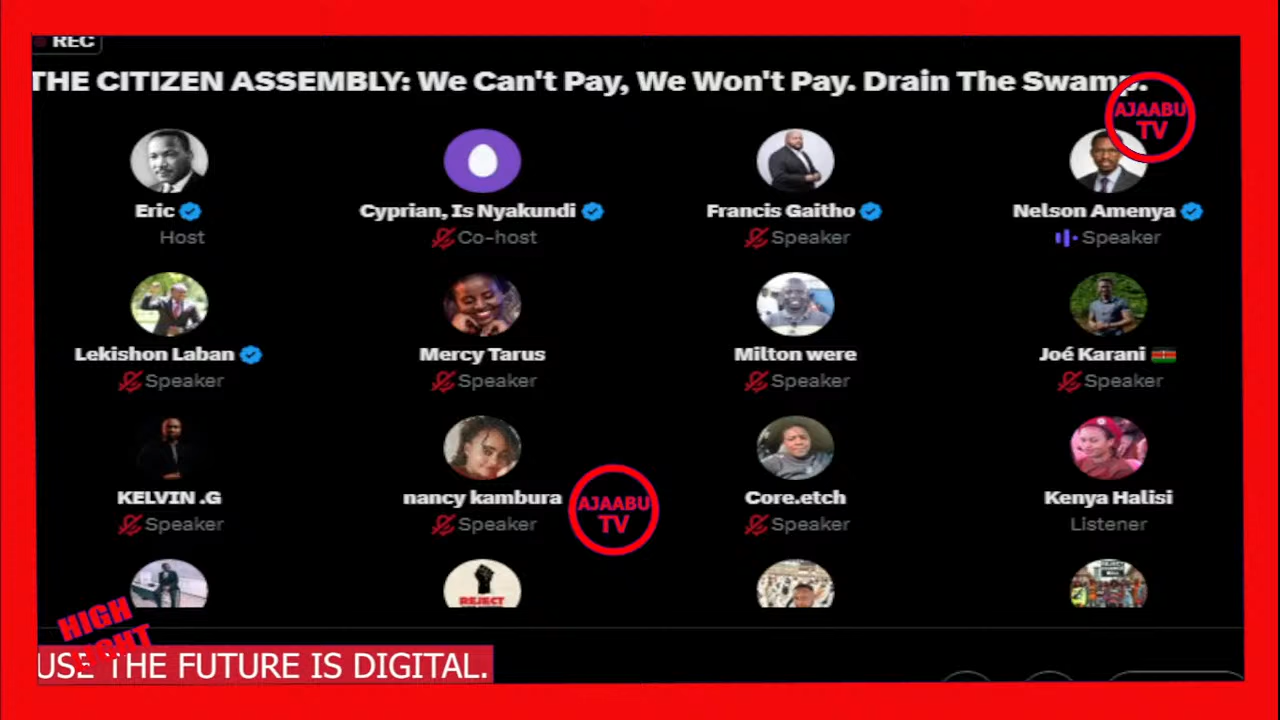 REC
THE CITIZEN ASSEMBLY: We Can't Pay, We Won't Pay. Drain The Swamp.
AJAABU
TV
Eric
Cyprian, Is Nyakundi
Francis Gaitho
Nelson Amenya
Host
Co-host
Speaker
Speaker
Lekishon Laban
Mercy Tarus
Milton were
Joé Karani
Speaker
Speaker
Speaker
Speaker
KELVIN .G
nancy kambura
Core.etch
Kenya Halisi
Speaker
Speaker
Speaker
Listener
AJAABU
TV
REJECT
REJECT
HIGH
USE THE FUTURE IS DIGITAL.